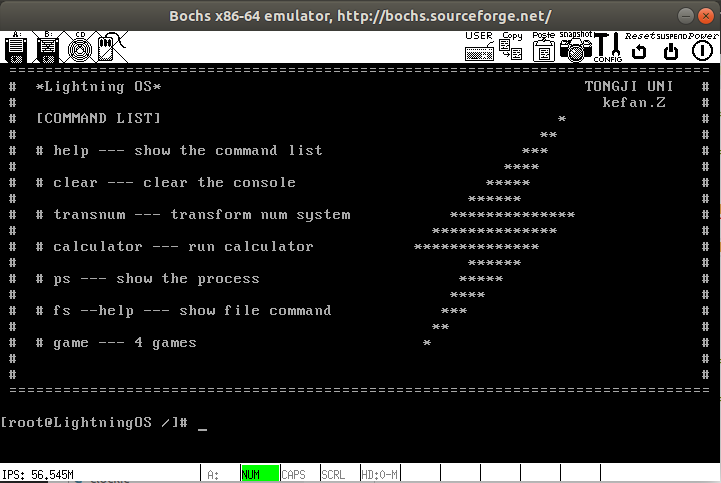 Bochs x86-64 emulator, http://bochs.sourceforge.net/
A: B: CD USER Copy Poste Snapshot CONFIG Reset SUSPEND Power
==============================================================================
# *Lightning OS* TONGJI UNI #
# kefan.Z #
# [COMMAND LIST] * #
# ** #
# # help --- show the command list *** #
# **** #
# # clear --- clear the console ***** #
# ****** #
# # transnum --- transform num system ************** #
# ************** #
# # calculator --- run calculator ************** #
# ****** #
# # ps --- show the process ***** #
# **** #
# # fs --help --- show file command *** #
# ** #
# # game --- 4 games * #
# #
# #
==============================================================================
[root@LightningOS /]# _
IPS: 56.545M A: NUM CAPS SCRL HD:0-M